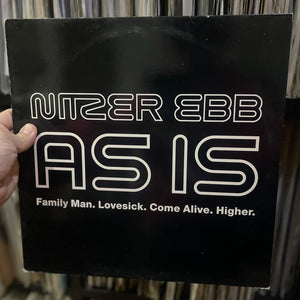 NITZER EBB
AS IS
Family Man. Lovesick. Come Alive. Higher.